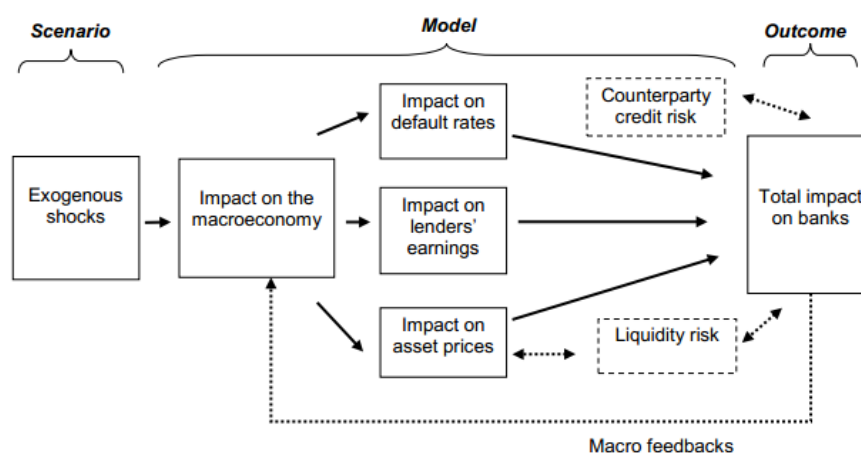 Scenario
Model
Outcome
Impact on
default rates
Counterparty
credit risk
Exogenous
shocks
Impact on the
macroeconomy
Impact on
lenders'
earnings
Total impact
on banks
Impact on
asset prices
Liquidity risk
Macro feedbacks